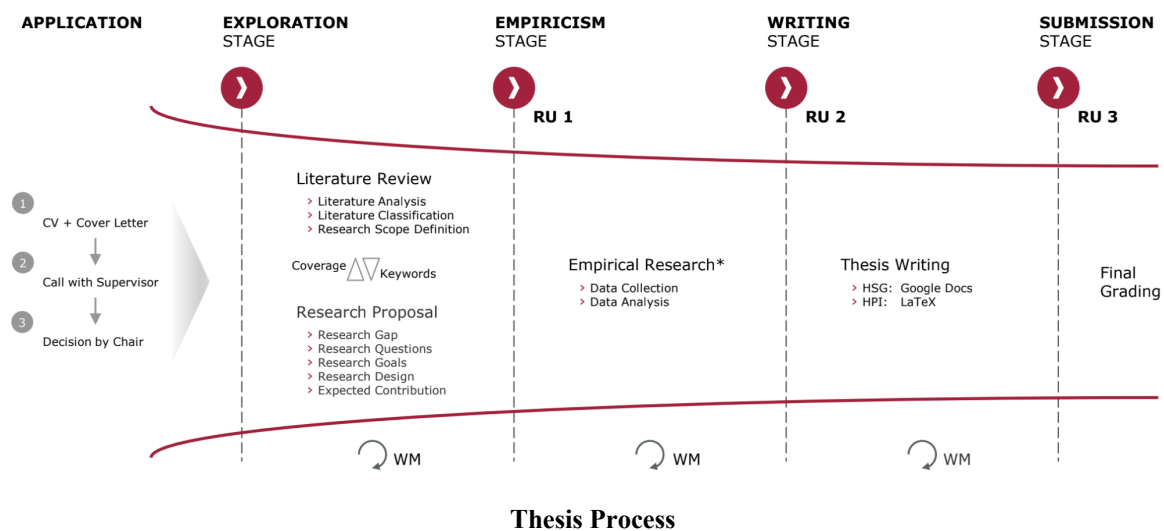 APPLICATION
EXPLORATION
STAGE
EMPIRICISM
STAGE
WRITING
STAGE
SUBMISSION
STAGE
RU 1
RU 2
RU 3
1
CV + Cover Letter
2
Call with Supervisor
3
Decision by Chair
Literature Review
Literature Analysis
Literature Classification
Research Scope Definition
Coverage
Keywords
Research Proposal
Research Gap
Research Questions
Research Goals
Research Design
Expected Contribution
Empirical Research*
Data Collection
Data Analysis
Thesis Writing
HSG: Google Docs
HPI: LaTeX
Final
Grading
WM
WM
WM
Thesis Process